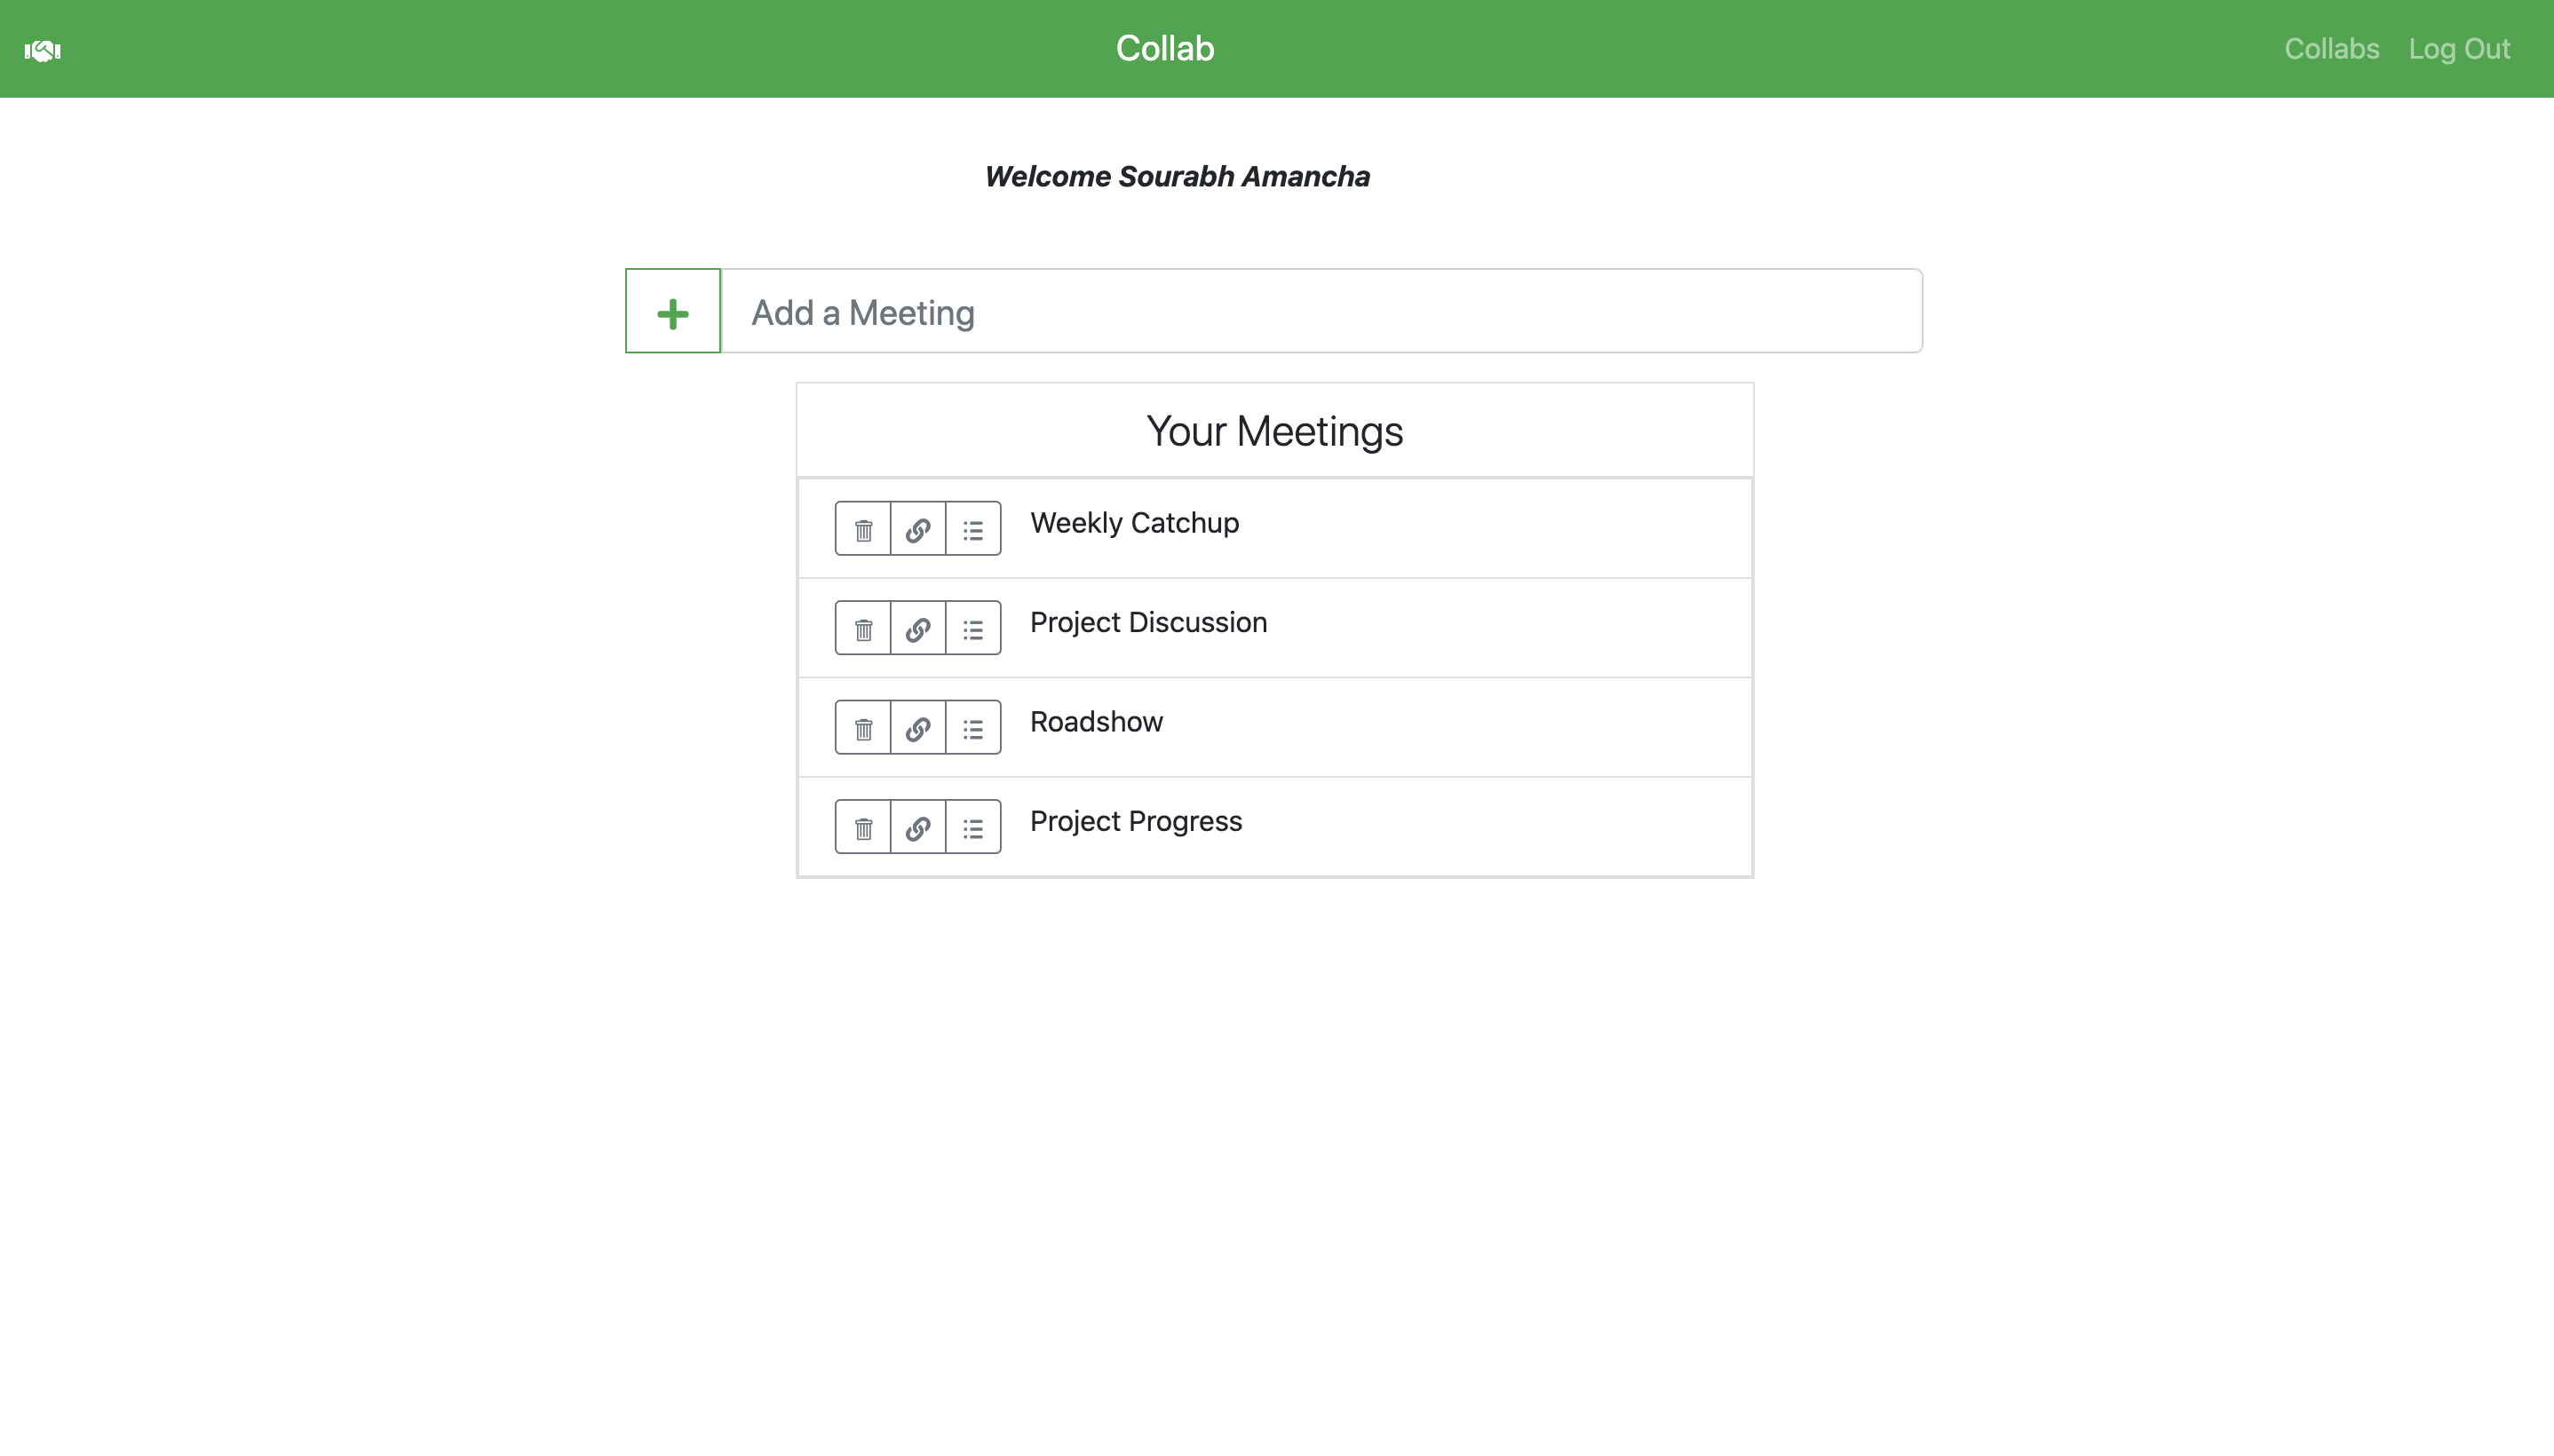 Collab
Collabs Log Out
Welcome Sourabh Amancha
Add a Meeting
Your Meetings
Weekly Catchup
Project Discussion
Roadshow
Project Progress